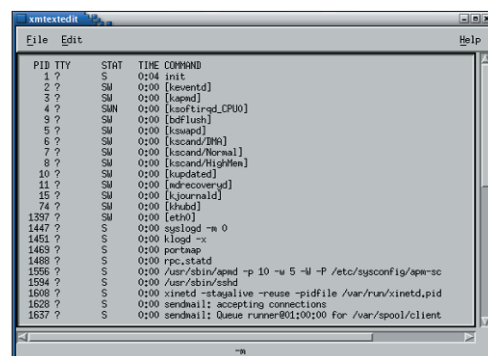 xmtextedit
File Edit Help
PID TTY STAT TIME COMMAND
1 ? S 0:04 init
2 ? SW 0:00 [keventd]
3 ? SW 0:00 [kapmd]
4 ? SWN 0:00 [ksoftirqd_CPU0]
9 ? SW 0:00 [bdflush]
5 ? SW 0:00 [kswapd]
6 ? SW 0:00 [kscand/DMA]
7 ? SW 0:00 [kscand/Normal]
8 ? SW 0:00 [kscand/HighMem]
10 ? SW 0:00 [kupdated]
11 ? SW 0:00 [mdrecoveryd]
15 ? SW 0:00 [kjournald]
74 ? SW 0:00 [khubd]
1397 ? SW 0:00 [eth0]
1447 ? S 0:00 syslogd -m 0
1451 ? S 0:00 klogd -x
1469 ? S 0:00 portmap
1488 ? S 0:00 rpc.statd
1556 ? S 0:00 /usr/sbin/apmd -p 10 -w 5 -W -P /etc/sysconfig/apm-sc
1594 ? S 0:00 /usr/sbin/sshd
1608 ? S 0:00 xinetd -stayalive -reuse -pidfile /var/run/xinetd.pid
1628 ? S 0:00 sendmail: accepting connections
1637 ? S 0:00 sendmail: Queue runner@01:00:00 for /var/spool/client
~m